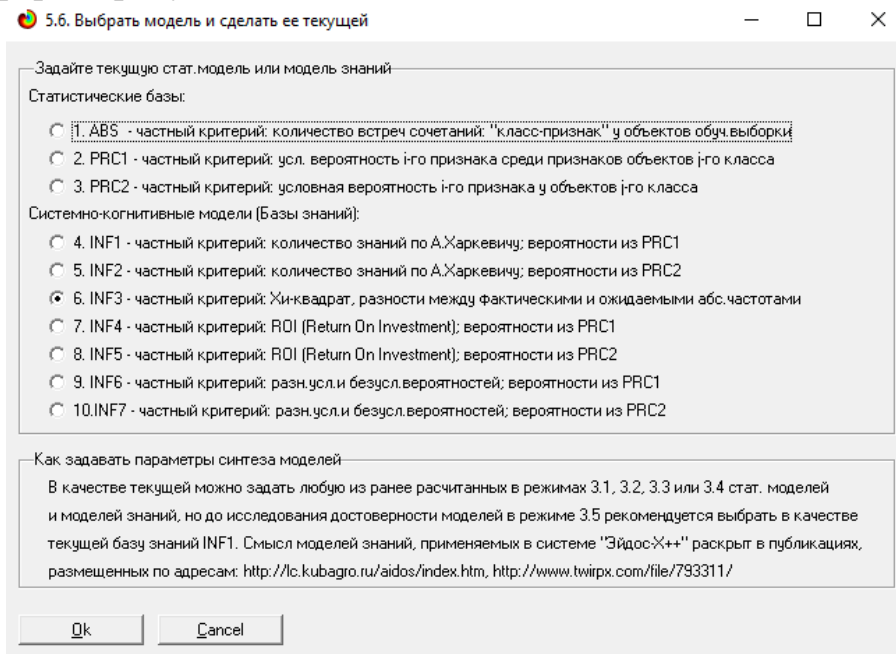 5.6. Выбрать модель и сделать ее текущей
Задайте текущую стат.модель или модель знаний
Статистические базы:
1. ABS - частный критерий: количество встреч сочетаний: "класс-признак" у объектов обуч.выборки
2. PRC1 - частный критерий: усл. вероятность i-го признака среди признаков объектов j-го класса
3. PRC2 - частный критерий: условная вероятность i-го признака у объектов j-го класса
Системно-когнитивные модели (Базы знаний):
4. INF1 - частный критерий: количество знаний по А.Харкевичу; вероятности из PRC1
5. INF2 - частный критерий: количество знаний по А.Харкевичу; вероятности из PRC2
6. INF3 - частный критерий: Хи-квадрат, разности между фактическими и ожидаемыми абс.частотами
7. INF4 - частный критерий: ROI (Return On Investment); вероятности из PRC1
8. INF5 - частный критерий: ROI (Return On Investment); вероятности из PRC2
9. INF6 - частный критерий: разн.усл.и безусл.вероятностей; вероятности из PRC1
10.INF7 - частный критерий: разн.усл.и безусл.вероятностей; вероятности из PRC2
Как задавать параметры синтеза моделей
В качестве текущей можно задать любую из ранее расчитанных в режимах 3.1, 3.2, 3.3 или 3.4 стат. моделей
и моделей знаний, но до исследования достоверности моделей в режиме 3.5 рекомендуется выбрать в качестве
текущей базу знаний INF1. Смысл моделей знаний, применяемых в системе "Эйдос-Х++" раскрыт в публикациях,
размещенных по адресам: http://lc.kubagro.ru/aidos/index.htm, http://www.twirpx.com/file/793311/
Ok Cancel